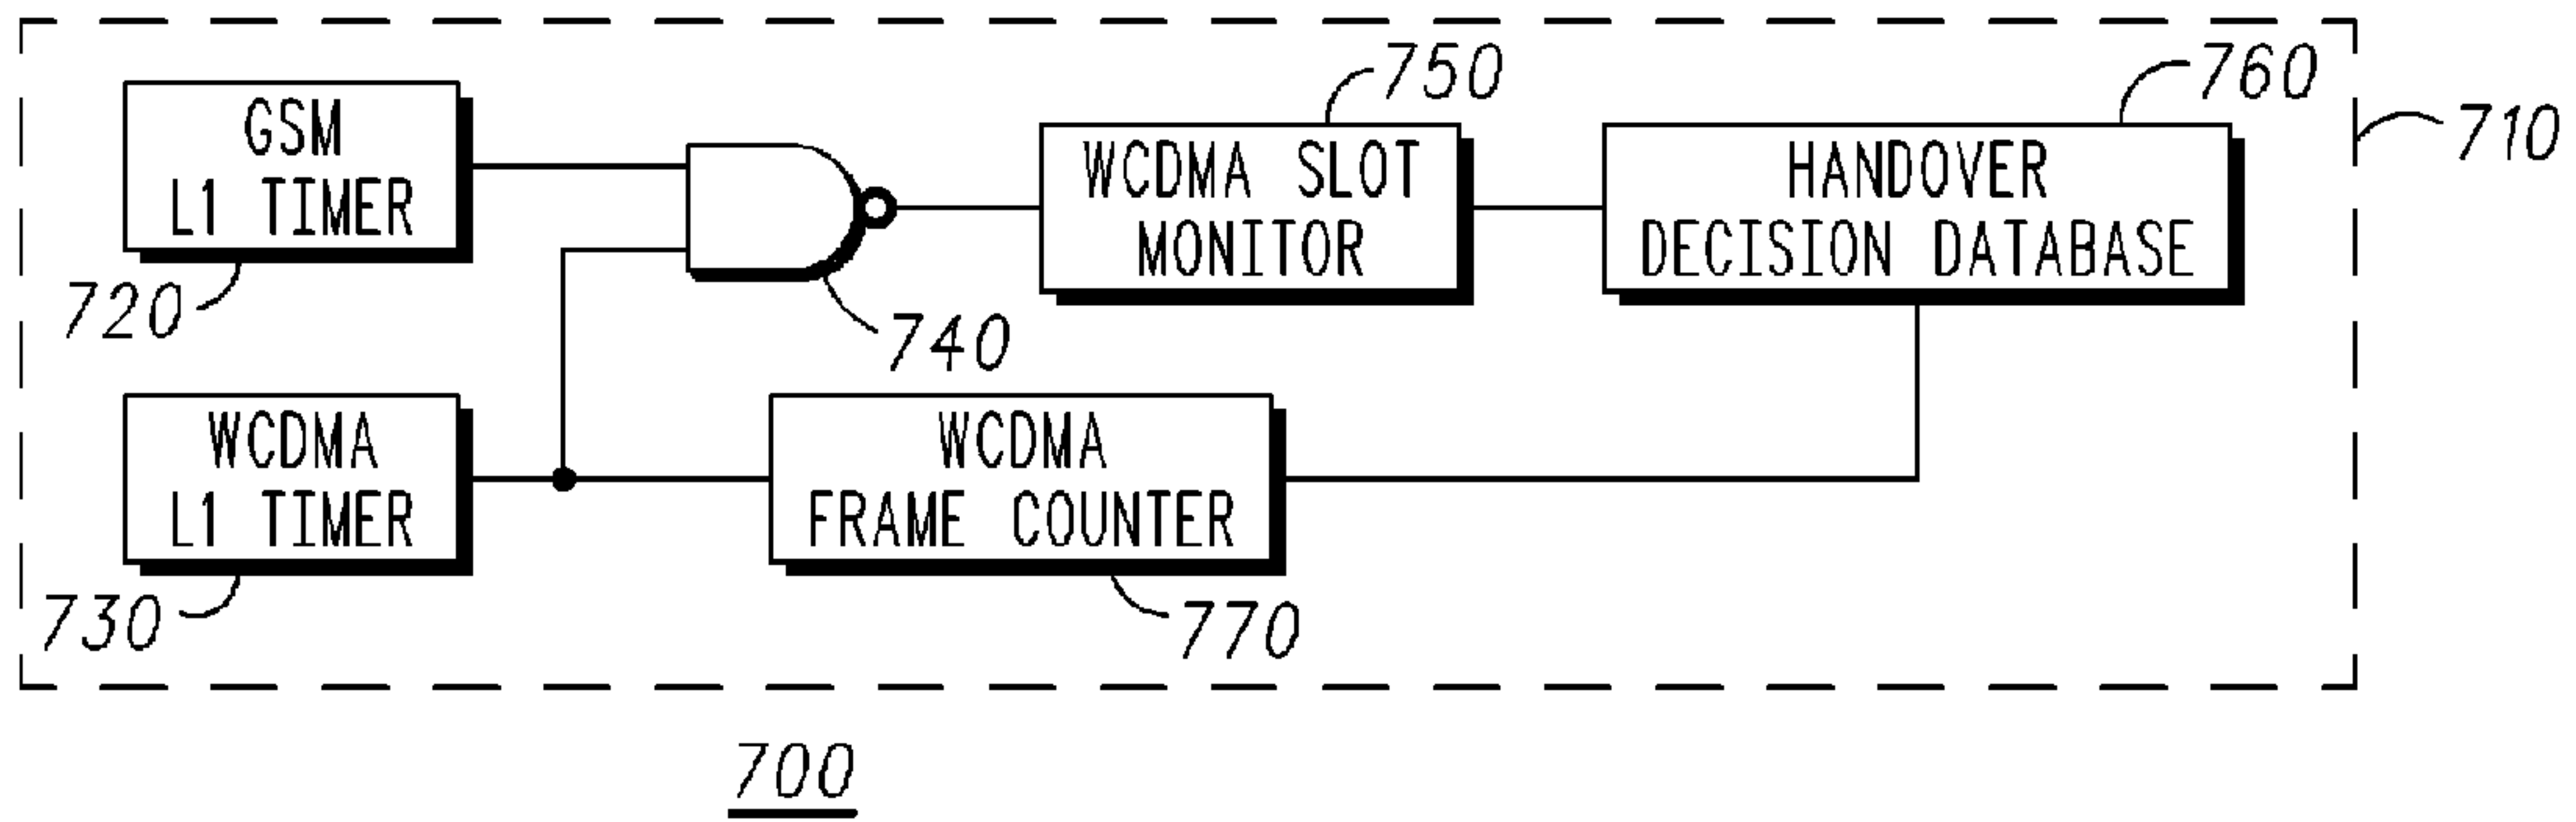 750
760
710
GSM
L1 TIMER
WCDMA SLOT
MONITOR
HANDOVER
DECISION DATABASE
720
740
WCDMA
L1 TIMER
WCDMA
FRAME COUNTER
730
770
700